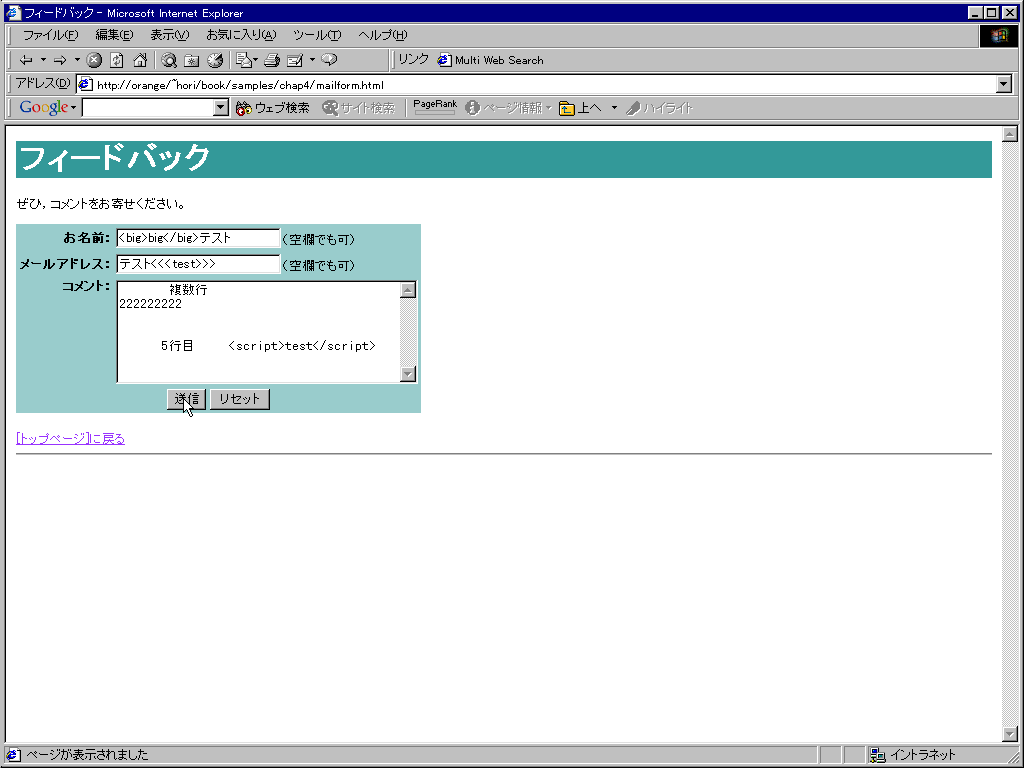 フィードバック - Microsoft Internet Explorer
ファイル(F) 編集(E) 表示(V) お気に入り(A) ツール(T) ヘルプ(H)
リンク Multi Web Search
アドレス(D) http://orange/~hori/book/samples/chap4/mailform.html
Google ウェブ検索 サイト検索 PageRank ページ情報 上へ ハイライト
フィードバック
ぜひ，コメントをお寄せください。
お名前: <big>big</big>テスト (空欄でも可)
メールアドレス: テスト<<<test>>> (空欄でも可)
コメント: 複数行
222222222
5行目 <script>test</script>
送信 リセット
[トップページ]に戻る
ページが表示されました イントラネット